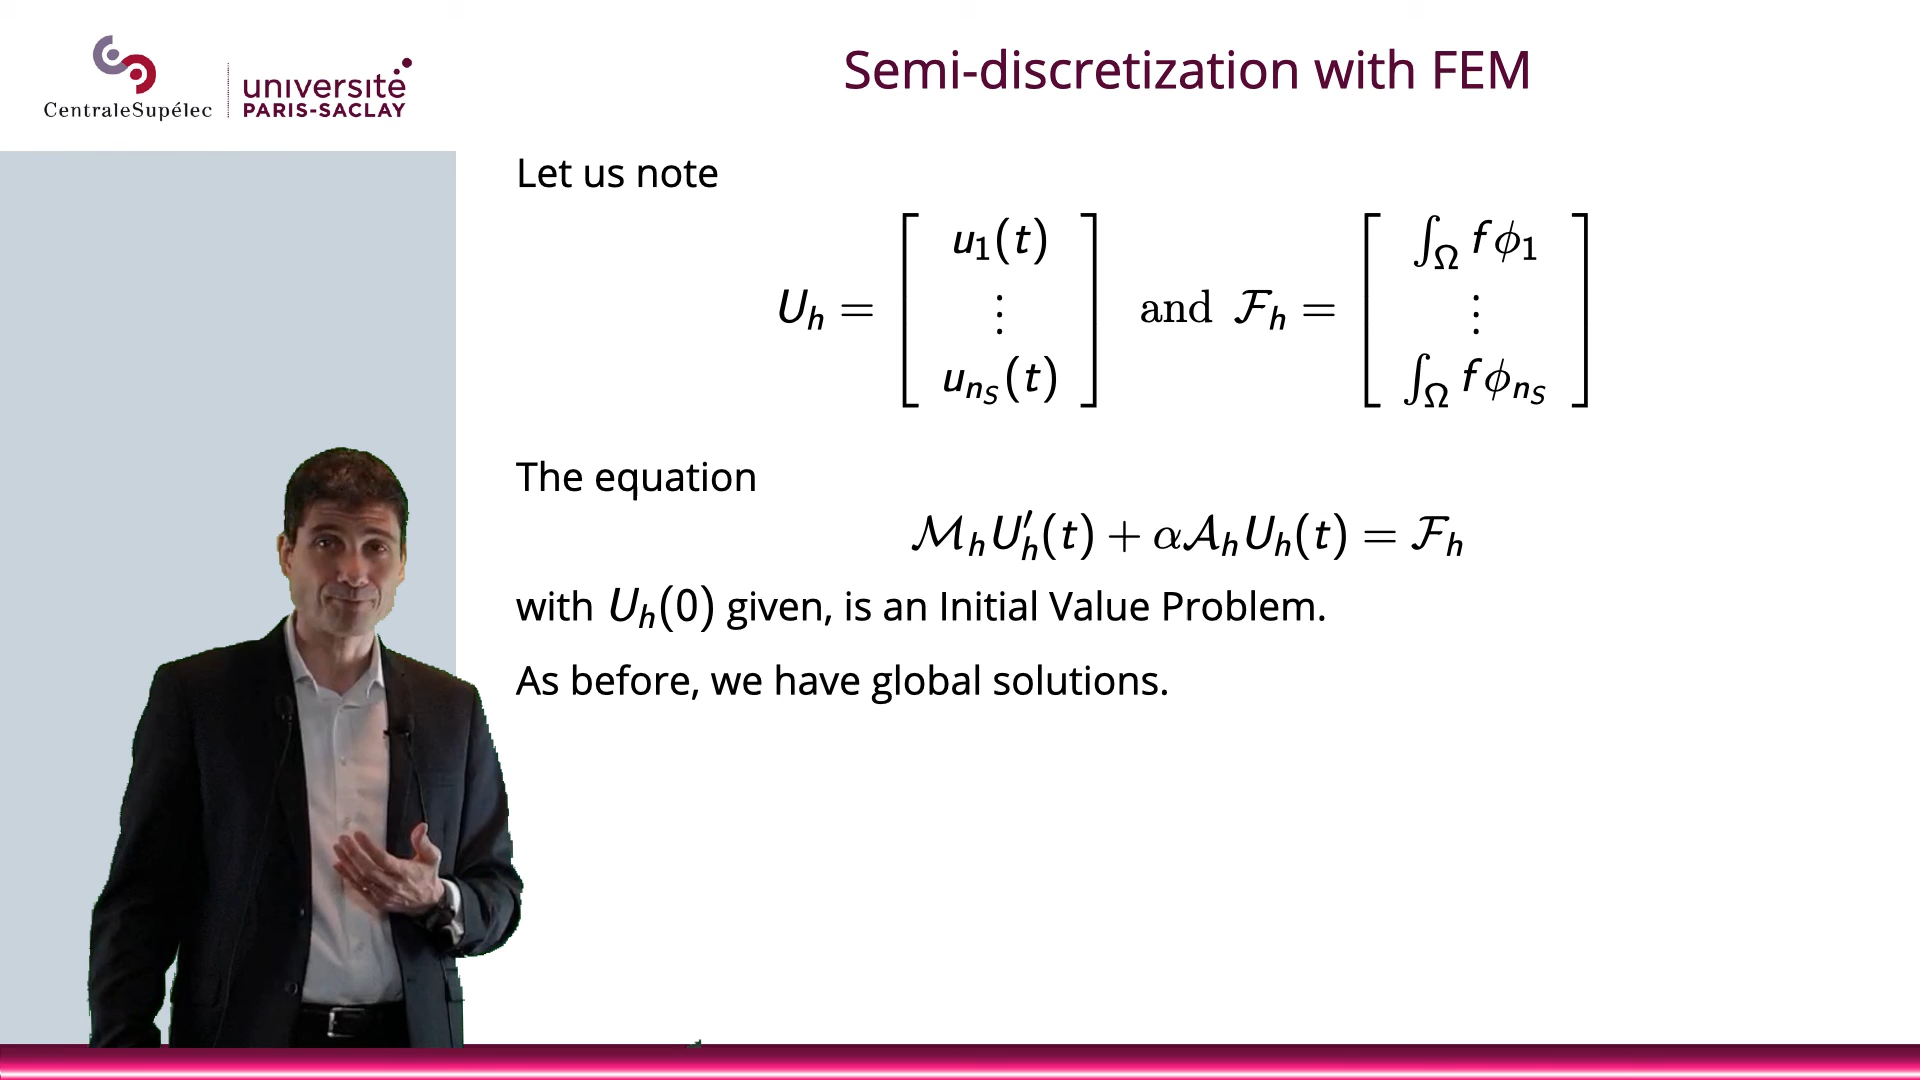 CentraleSupélec
université
PARIS-SACLAY
Semi-discretization with FEM
Let us note
U_h = [ u_1(t) ⋮ u_{n_S}(t) ] and ℱ_h = [ ∫_Ω f ϕ_1 ⋮ ∫_Ω f ϕ_{n_S} ]
The equation
ℳ_h U′_h(t) + α𝒜_h U_h(t) = ℱ_h
with U_h(0) given, is an Initial Value Problem.
As before, we have global solutions.